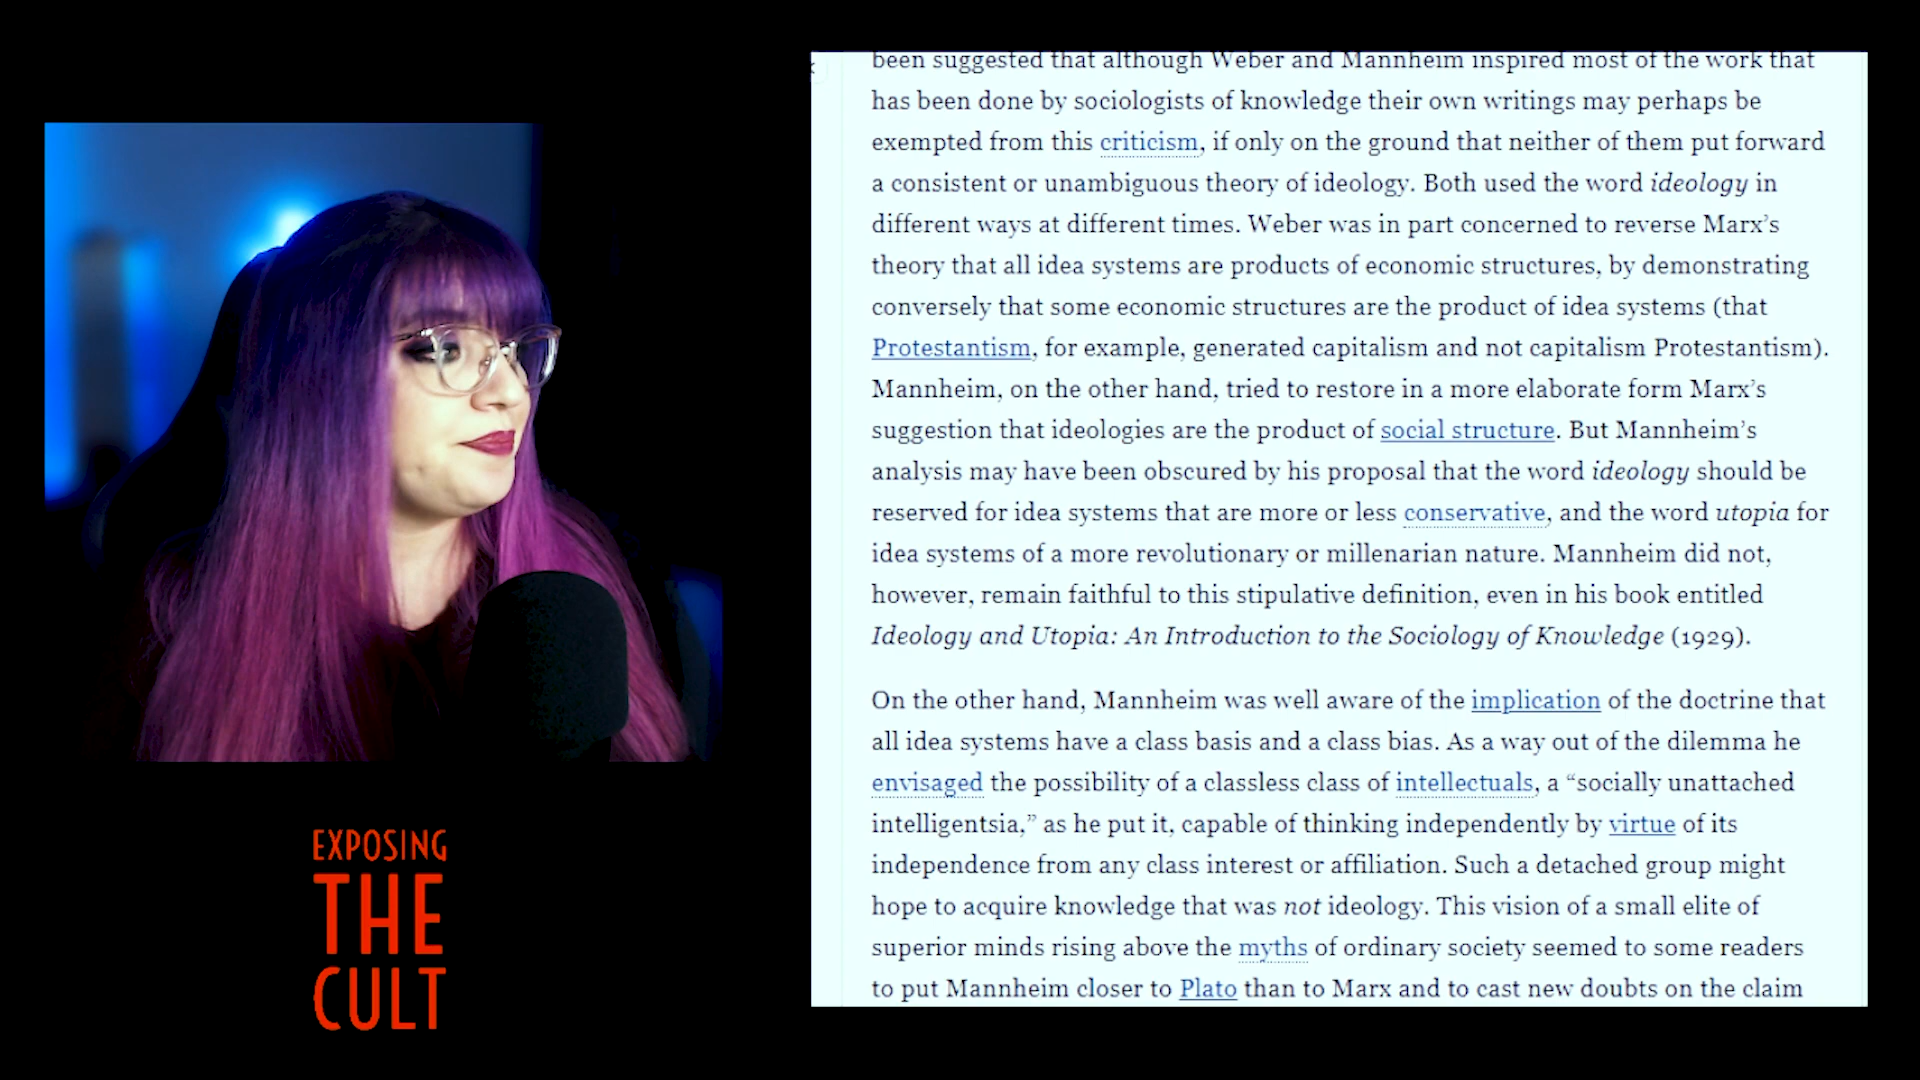 EXPOSING
THE
CULT
been suggested that although Weber and Mannheim inspired most of the work that
has been done by sociologists of knowledge their own writings may perhaps be
exempted from this criticism, if only on the ground that neither of them put forward
a consistent or unambiguous theory of ideology. Both used the word ideology in
different ways at different times. Weber was in part concerned to reverse Marx’s
theory that all idea systems are products of economic structures, by demonstrating
conversely that some economic structures are the product of idea systems (that
Protestantism, for example, generated capitalism and not capitalism Protestantism).
Mannheim, on the other hand, tried to restore in a more elaborate form Marx’s
suggestion that ideologies are the product of social structure. But Mannheim’s
analysis may have been obscured by his proposal that the word ideology should be
reserved for idea systems that are more or less conservative, and the word utopia for
idea systems of a more revolutionary or millenarian nature. Mannheim did not,
however, remain faithful to this stipulative definition, even in his book entitled
Ideology and Utopia: An Introduction to the Sociology of Knowledge (1929).
On the other hand, Mannheim was well aware of the implication of the doctrine that
all idea systems have a class basis and a class bias. As a way out of the dilemma he
envisaged the possibility of a classless class of intellectuals, a “socially unattached
intelligentsia,” as he put it, capable of thinking independently by virtue of its
independence from any class interest or affiliation. Such a detached group might
hope to acquire knowledge that was not ideology. This vision of a small elite of
superior minds rising above the myths of ordinary society seemed to some readers
to put Mannheim closer to Plato than to Marx and to cast new doubts on the claim